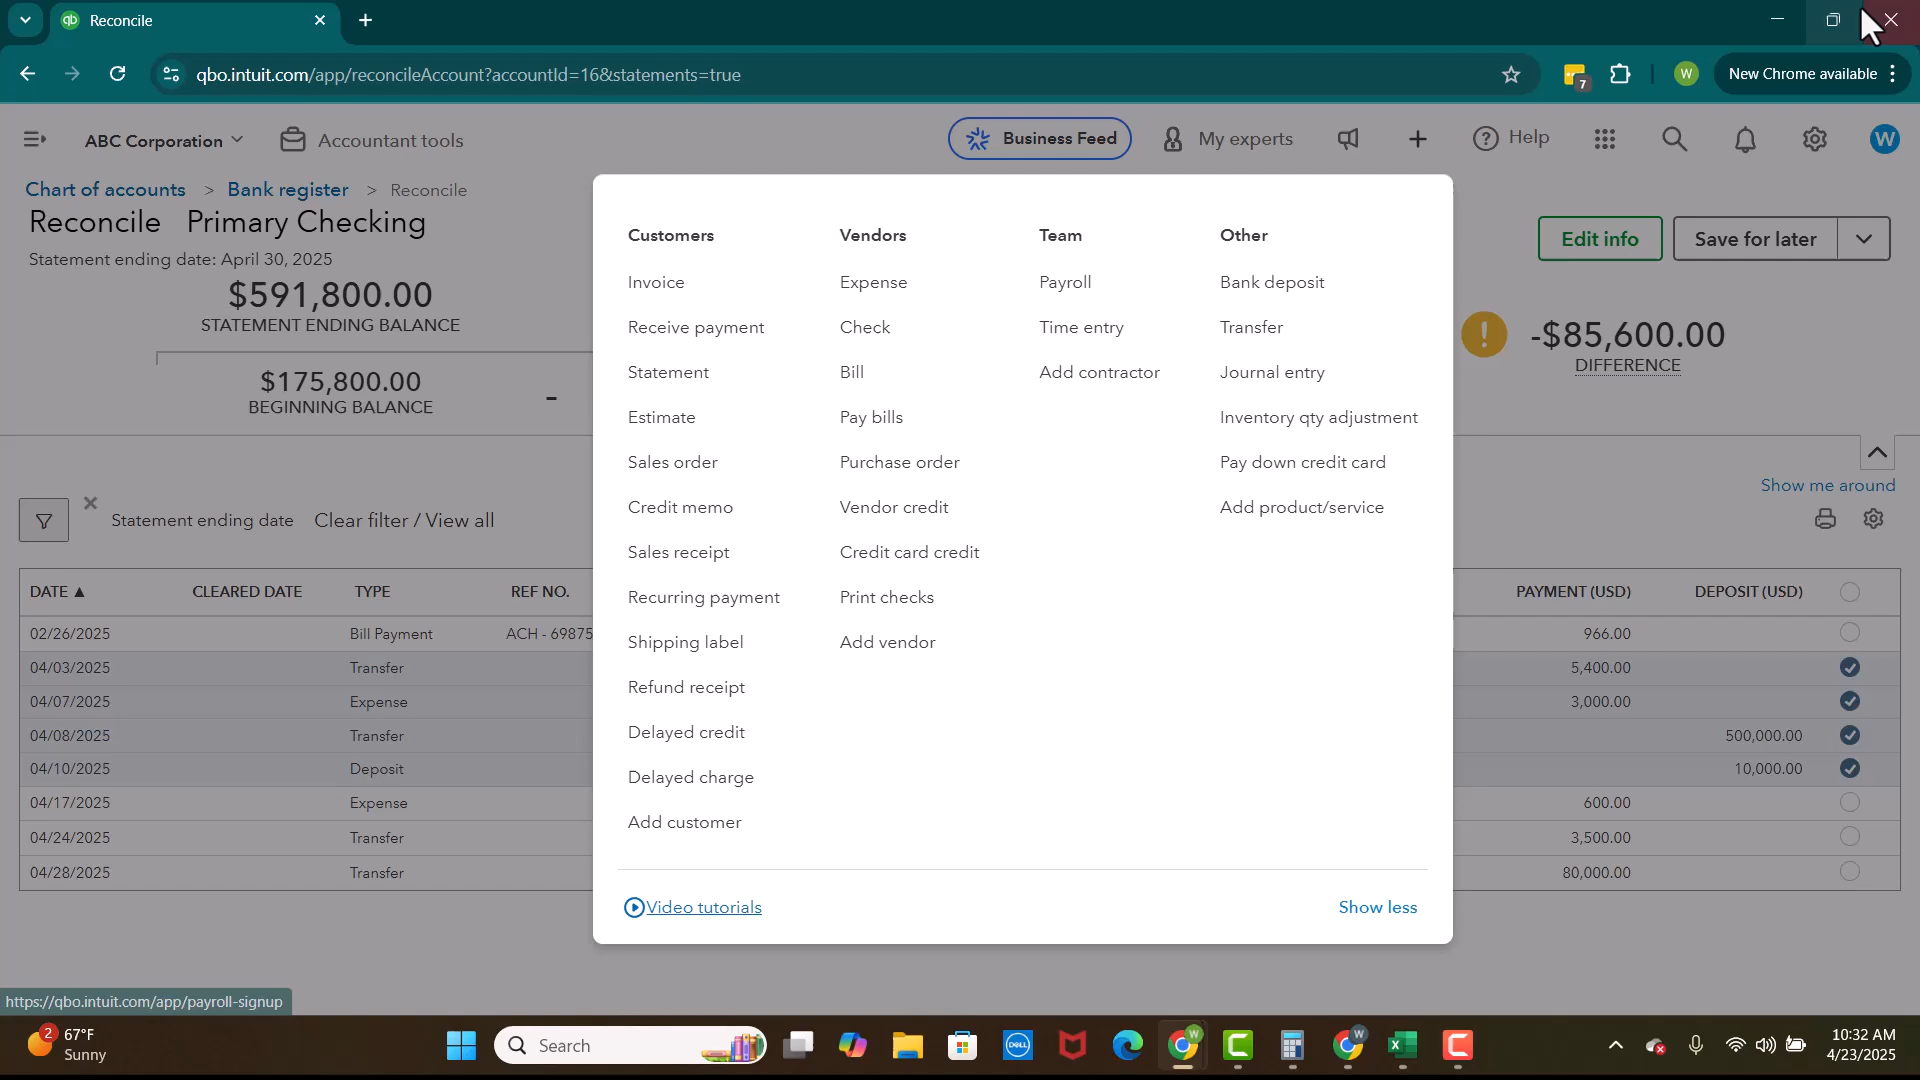 Reconcile
qbo.intuit.com/app/reconcileAccount?accountId=16&statements=true
7
W
New Chrome available
ABC Corporation
Accountant tools
Business Feed
My experts
Help
W
Chart of accounts > Bank register > Reconcile
Reconcile Primary Checking
Edit info
Save for later
Statement ending date: April 30, 2025
$591,800.00
STATEMENT ENDING BALANCE
$175,800.00
BEGINNING BALANCE
-
-$85,600.00
DIFFERENCE
Customers
Invoice
Receive payment
Statement
Estimate
Sales order
Credit memo
Sales receipt
Recurring payment
Shipping label
Refund receipt
Delayed credit
Delayed charge
Add customer
Vendors
Expense
Check
Bill
Pay bills
Purchase order
Vendor credit
Credit card credit
Print checks
Add vendor
Team
Payroll
Time entry
Add contractor
Other
Bank deposit
Transfer
Journal entry
Inventory qty adjustment
Pay down credit card
Add product/service
Video tutorials
Show less
Show me around
Statement ending date Clear filter / View all
DATE ▲ CLEARED DATE TYPE REF NO. PAYMENT (USD) DEPOSIT (USD)
02/26/2025 Bill Payment ACH - 69875 966.00
04/03/2025 Transfer 5,400.00
04/07/2025 Expense 3,000.00
04/08/2025 Transfer 500,000.00
04/10/2025 Deposit 10,000.00
04/17/2025 Expense 600.00
04/24/2025 Transfer 3,500.00
04/28/2025 Transfer 80,000.00
https://qbo.intuit.com/app/payroll-signup
2
67°F
Sunny
Search
DELL
W
W
10:32 AM
4/23/2025